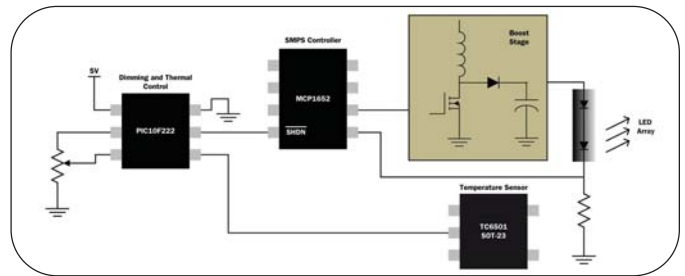 SMPS Controller
Boost
Stage
5V
Dimming and Thermal
Control
MCP1652
PIC10F222
SHDN
LED
Array
Temperature Sensor
TC6501
SOT-23